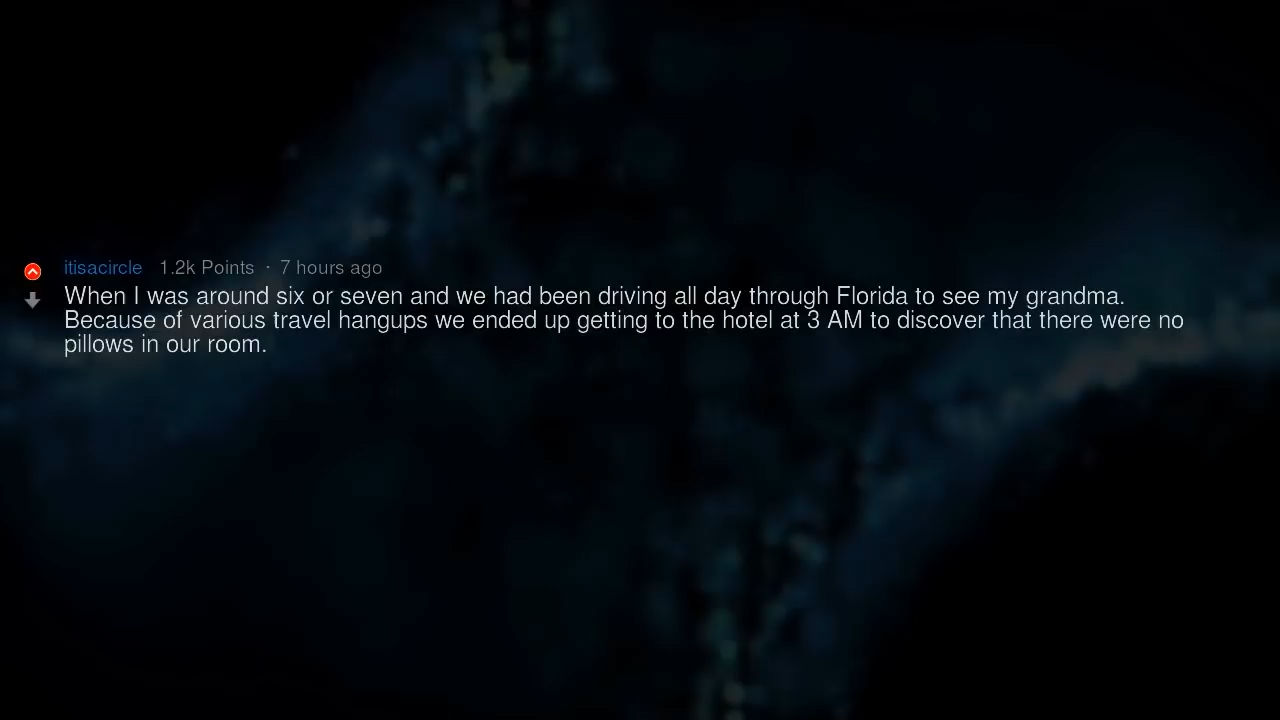 itisacircle 1.2k Points · 7 hours ago
When I was around six or seven and we had been driving all day through Florida to see my grandma.
Because of various travel hangups we ended up getting to the hotel at 3 AM to discover that there were no
pillows in our room.